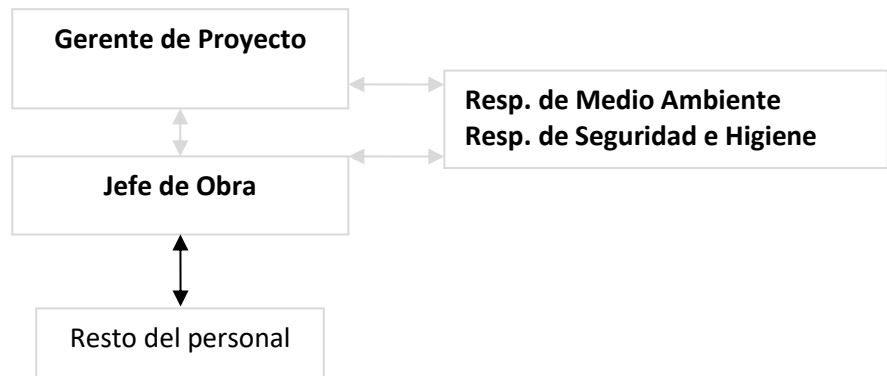 Gerente de Proyecto
Resp. de Medio Ambiente
Resp. de Seguridad e Higiene
Jefe de Obra
Resto del personal